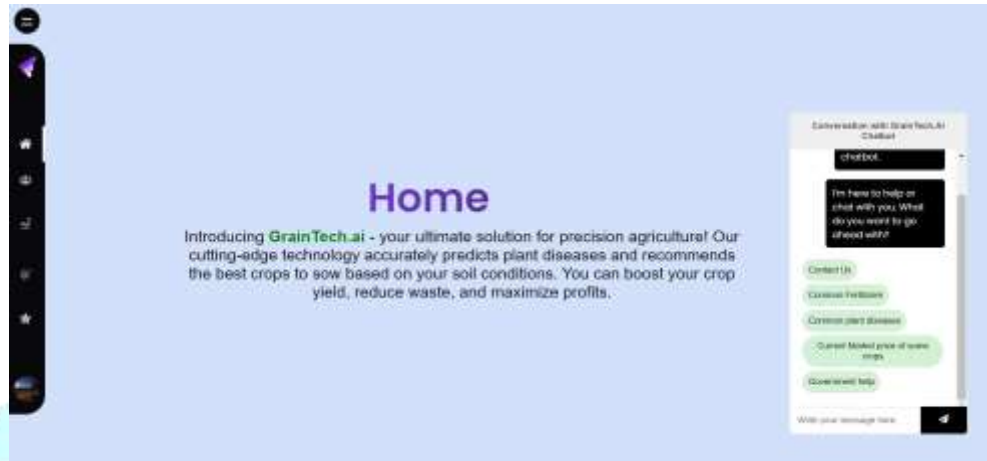 Home
Introducing GrainTech.ai - your ultimate solution for precision agriculture! Our
cutting-edge technology accurately predicts plant diseases and recommends
the best crops to sow based on your soil conditions. You can boost your crop
yield, reduce waste, and maximize profits.
Conversation with GrainTech.AI
Chatbot
chatbot.
I'm here to help or
chat with you. What
do you want to go
ahead with?
Contact Us
Common Fertilizers
Common plant diseases
Current Market price of some
crops
Government help
Write your message here